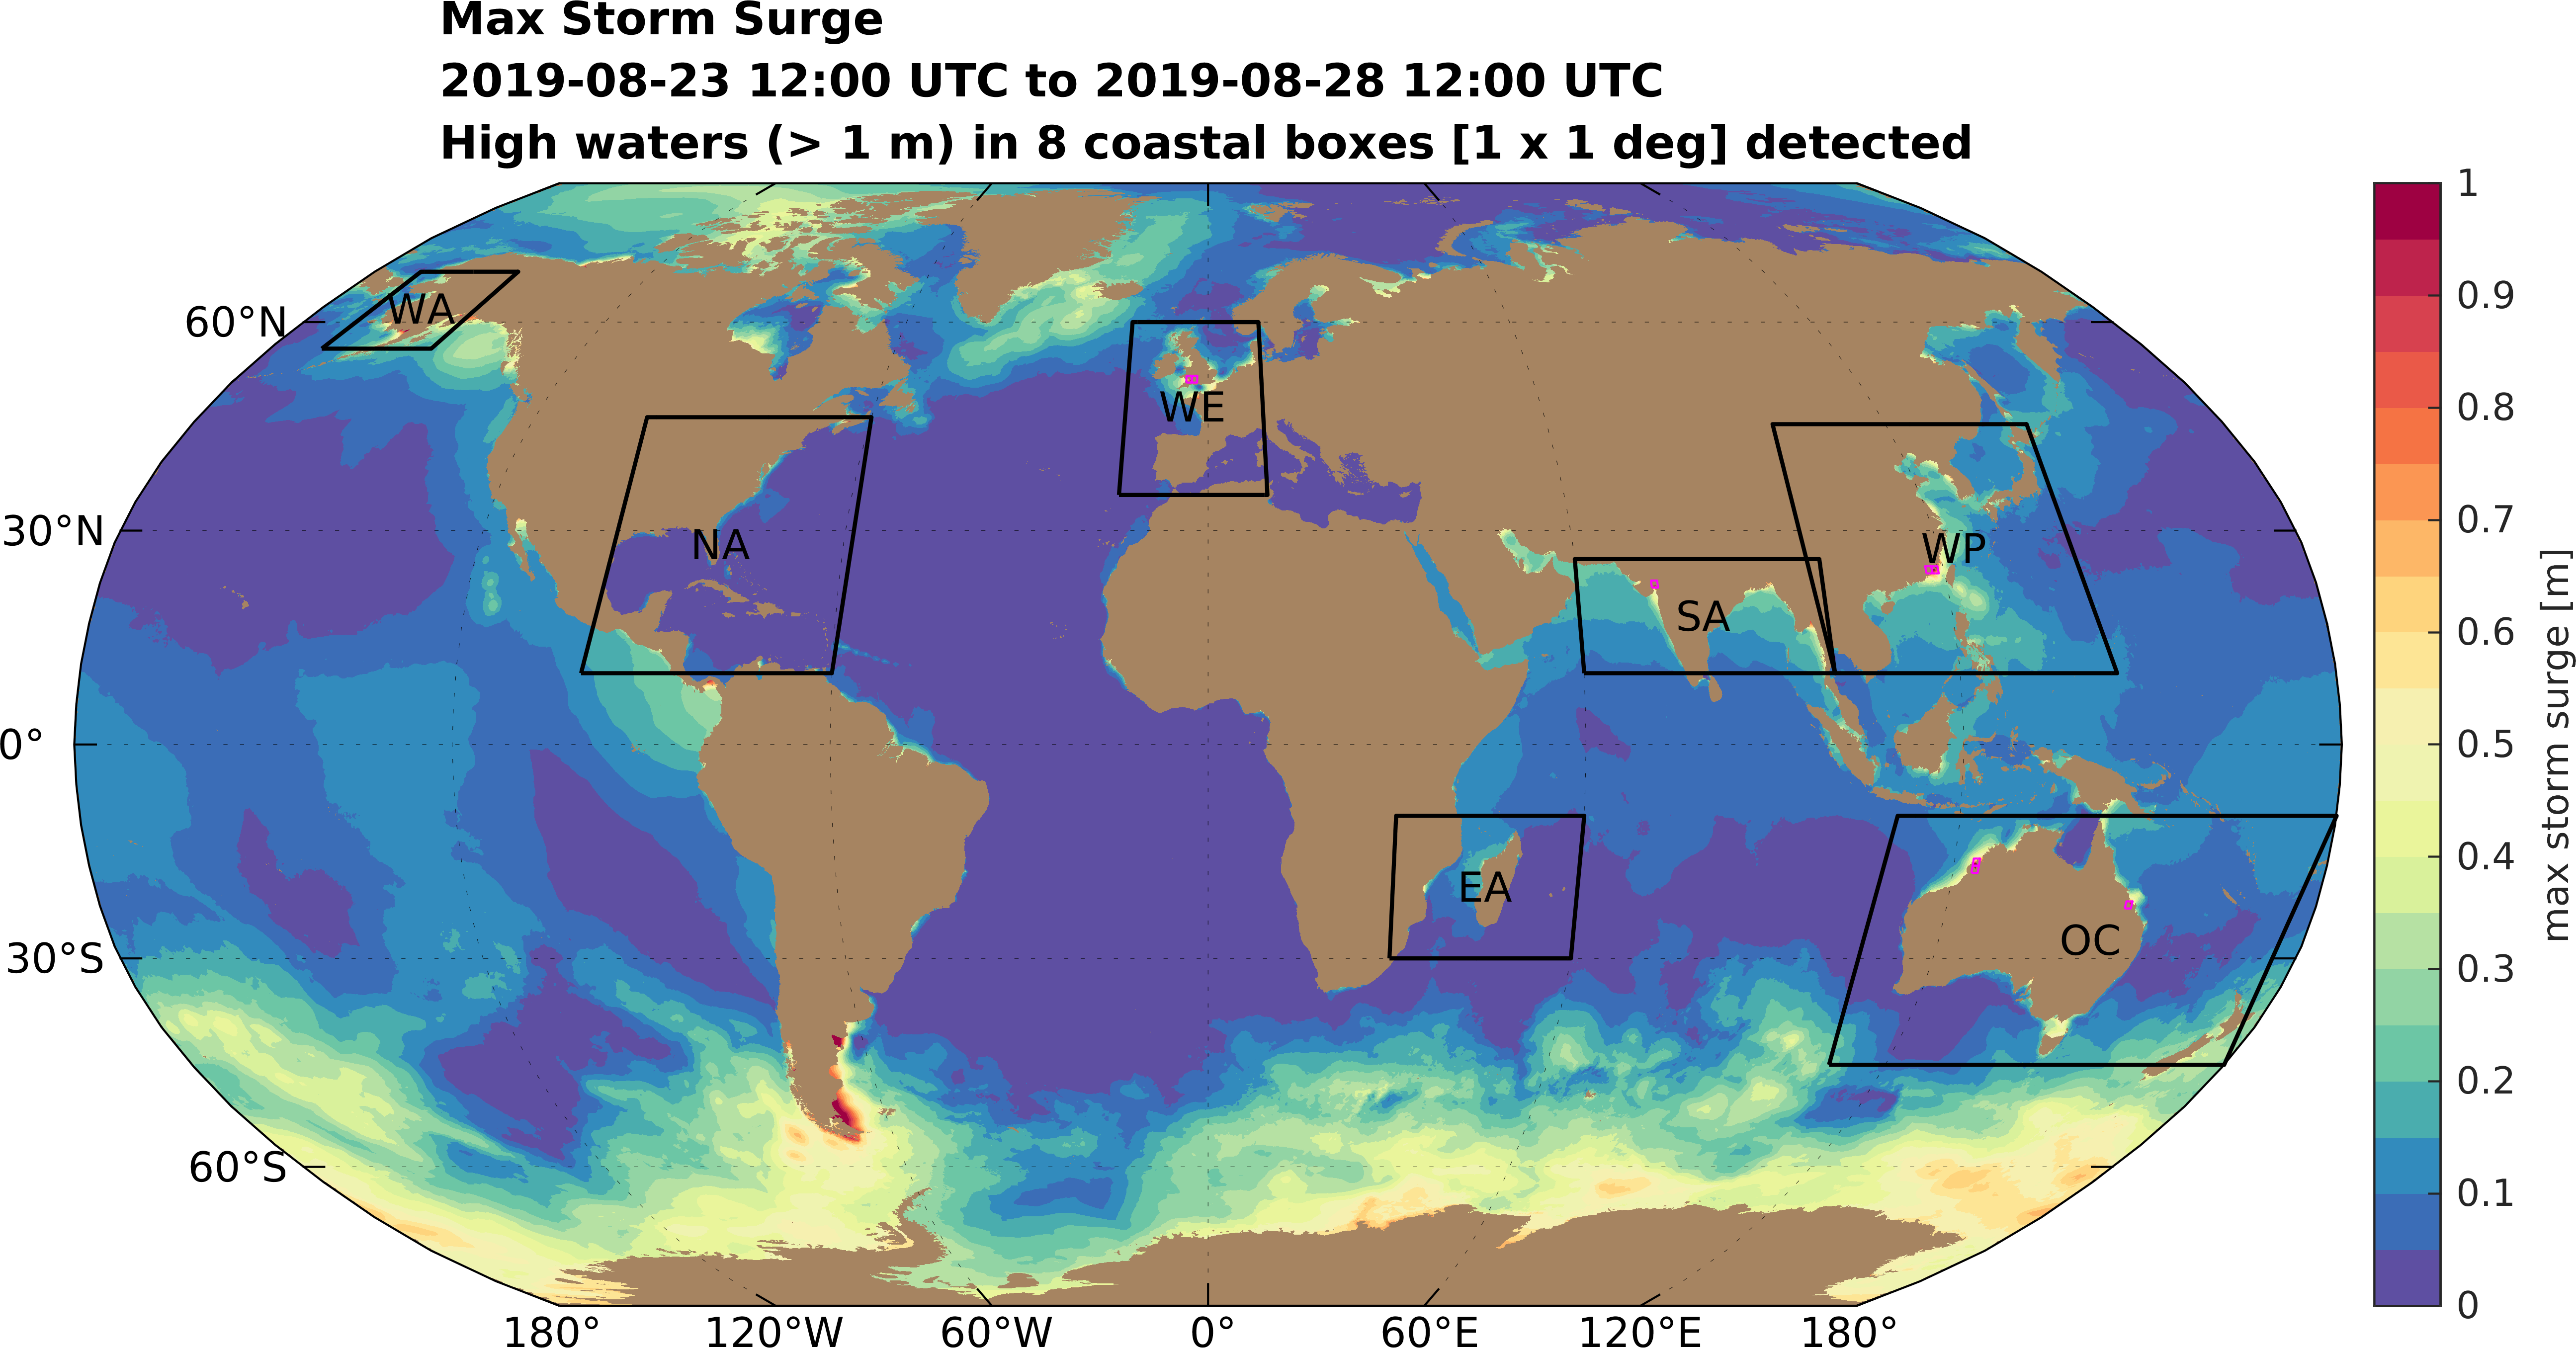 Max Storm Surge
2019-08-23 12:00 UTC to 2019-08-28 12:00 UTC
High waters (> 1 m) in 8 coastal boxes [1 x 1 deg] detected
60°N
30°N
0°
30°S
60°S
WA
NA
WE
SA
WP
EA
OC
180°
120°W
60°W
0°
60°E
120°E
180°
1
0.9
0.8
0.7
0.6
0.5
0.4
0.3
0.2
0.1
0
max storm surge [m]